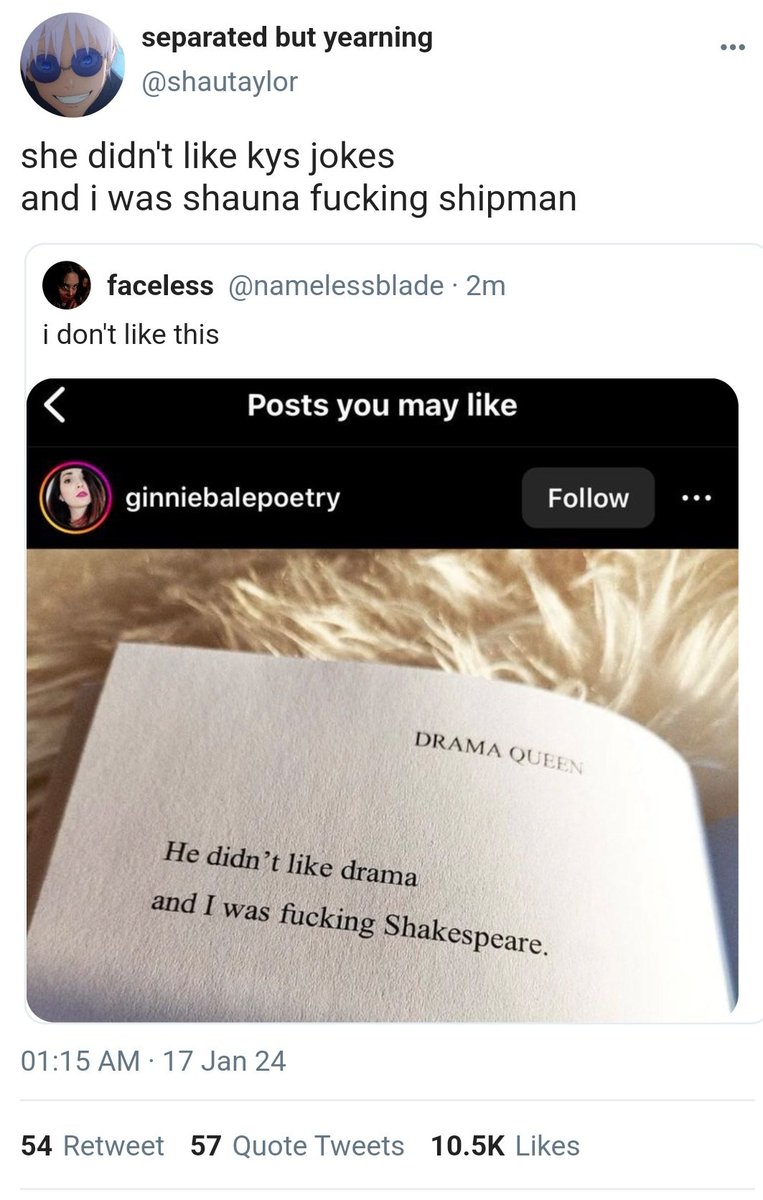 separated but yearning
@shautaylor
she didn't like kys jokes
and i was shauna fucking shipman
faceless @namelessblade · 2m
i don't like this
Posts you may like
ginniebalepoetry
Follow
DRAMA QUEEN
He didn't like drama
and I was fucking Shakespeare.
01:15 AM · 17 Jan 24
54 Retweet 57 Quote Tweets 10.5K Likes